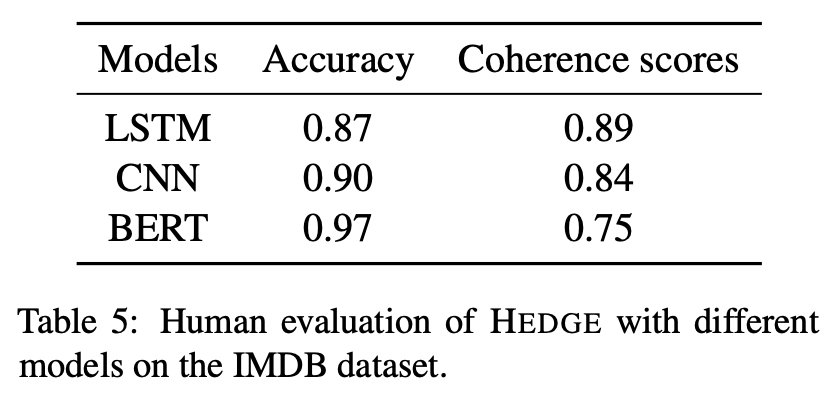 Models Accuracy Coherence scores
LSTM 0.87 0.89
CNN 0.90 0.84
BERT 0.97 0.75
Table 5: Human evaluation of HEDGE with different
models on the IMDB dataset.